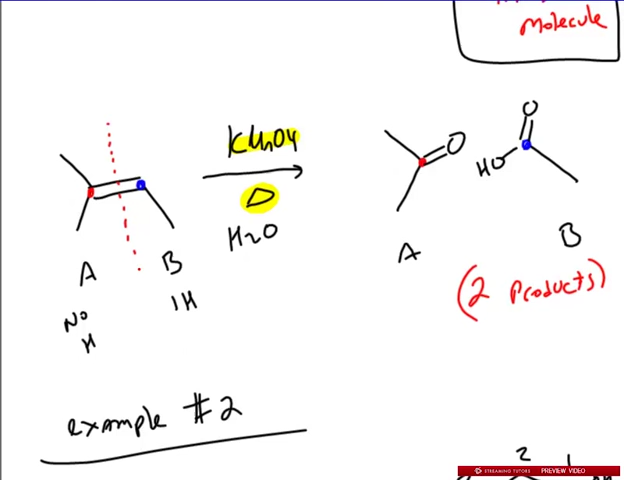 molecule
KMnO4
Δ
H2O
O
HO
O
A
B
A
B
NO
H
1H
(2 Products)
example #2
2
1
STREAMING TUTORS PREVIEW VIDEO